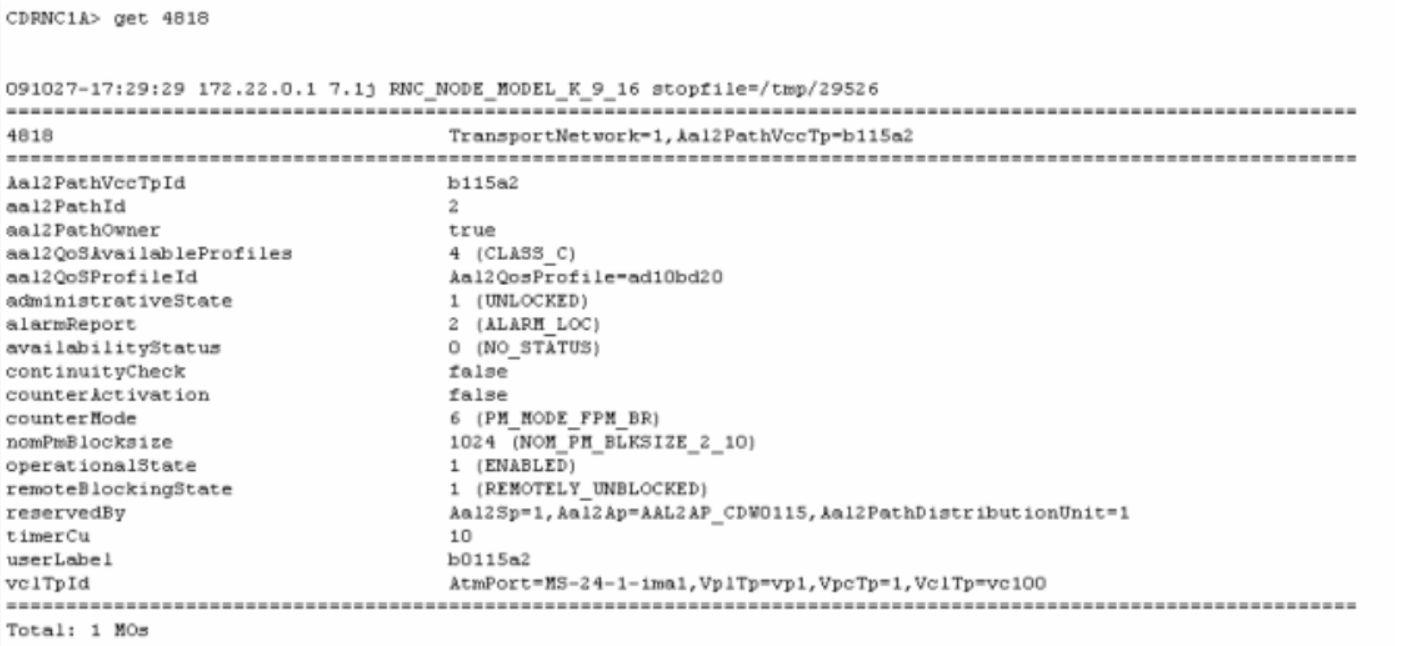 CDRNC1A> get 4818
091027-17:29:29 172.22.0.1 7.1j RNC_NODE_MODEL_K_9_16 stopfile=/tmp/29526
=================================================================================================================
4818 TransportNetwork=1,Aal2PathVccTp=b115a2
=================================================================================================================
Aal2PathVccTpId b115a2
aal2PathId 2
aal2PathOwner true
aal2QoSAvailableProfiles 4 (CLASS_C)
aal2QoSProfileId Aal2QosProfile=ad10bd20
administrativeState 1 (UNLOCKED)
alarmReport 2 (ALARM_LOC)
availabilityStatus 0 (NO_STATUS)
continuityCheck false
counterActivation false
counterMode 6 (PM_MODE_FPM_BR)
nomPmBlocksize 1024 (NOM_PM_BLKSIZE_2_10)
operationalState 1 (ENABLED)
remoteBlockingState 1 (REMOTELY_UNBLOCKED)
reservedBy Aal2Sp=1,Aal2Ap=AAL2AP_CDW0115,Aal2PathDistributionUnit=1
timerCu 10
userLabel b0115a2
vclTpId AtmPort=MS-24-1-ima1,VplTp=vp1,VpcTp=1,VclTp=vc100
=================================================================================================================
Total: 1 MOs